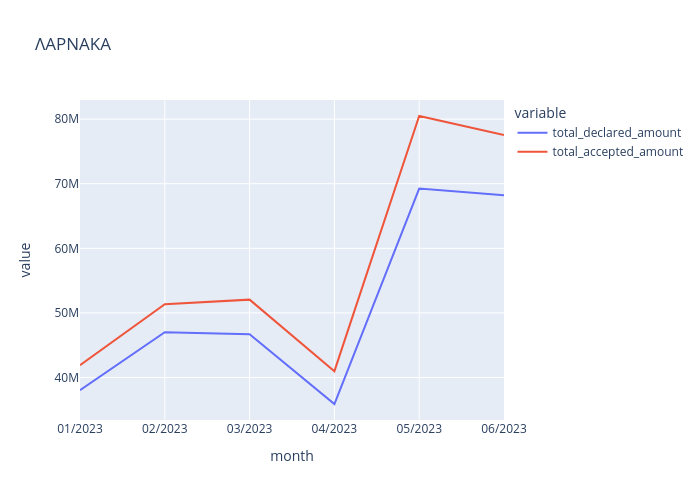 ΛΑΡΝΑΚΑ
variable
total_declared_amount
total_accepted_amount
value
80M
70M
60M
50M
40M
01/2023 02/2023 03/2023 04/2023 05/2023 06/2023
month